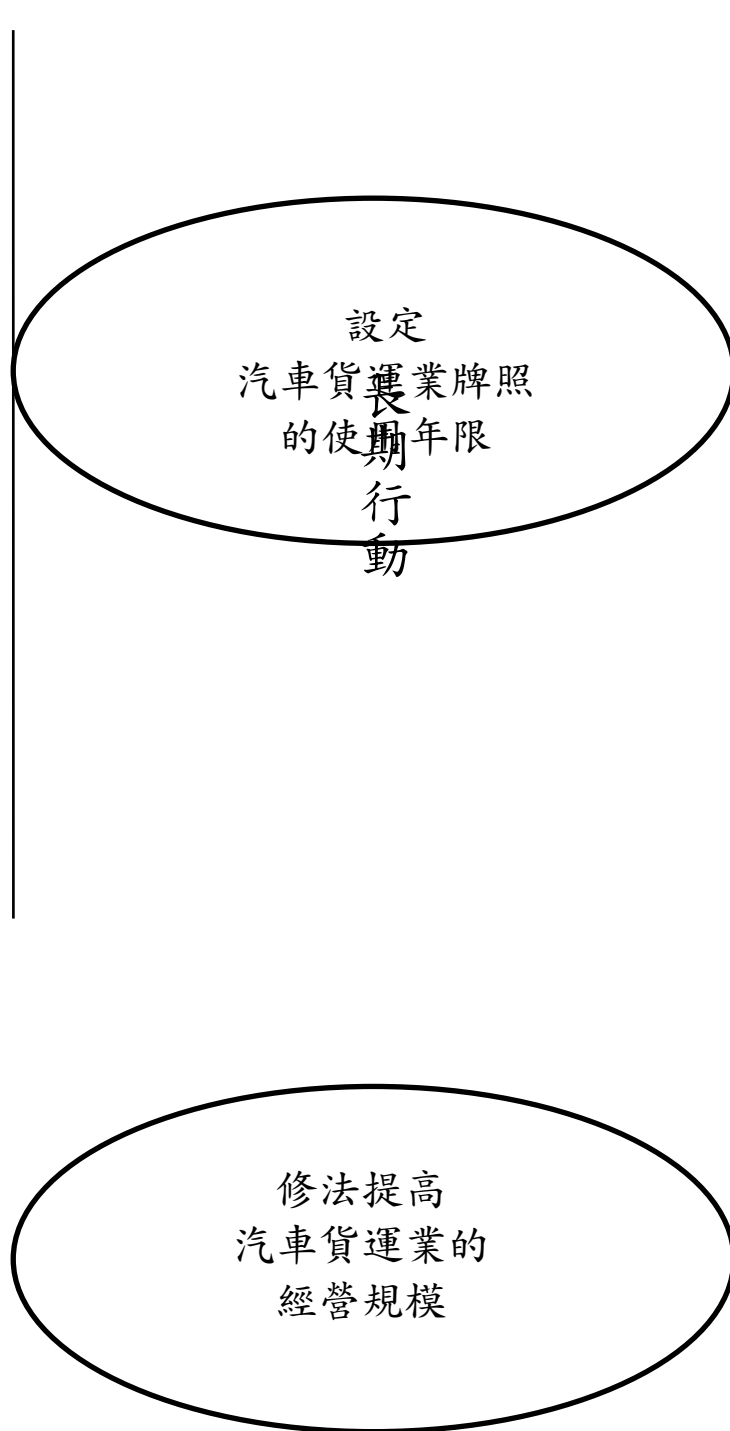 設定
汽車貨運業牌照
的使用年限
長期行動
修法提高
汽車貨運業的
經營規模